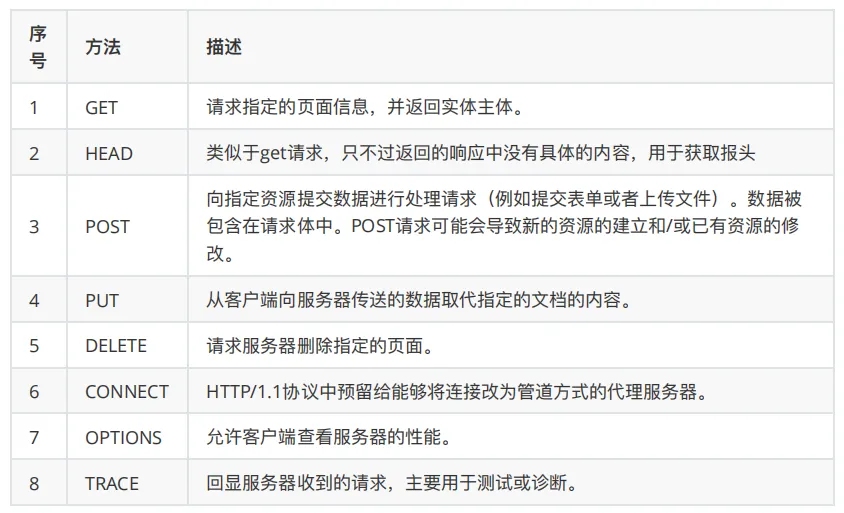 序号 方法 描述
1 GET 请求指定的页面信息，并返回实体主体。
2 HEAD 类似于get请求，只不过返回的响应中没有具体的内容，用于获取报头
3 POST 向指定资源提交数据进行处理请求（例如提交表单或者上传文件）。数据被
包含在请求体中。POST请求可能会导致新的资源的建立和/或已有资源的修
改。
4 PUT 从客户端向服务器传送的数据取代指定的文档的内容。
5 DELETE 请求服务器删除指定的页面。
6 CONNECT HTTP/1.1协议中预留给能够将连接改为管道方式的代理服务器。
7 OPTIONS 允许客户端查看服务器的性能。
8 TRACE 回显服务器收到的请求，主要用于测试或诊断。